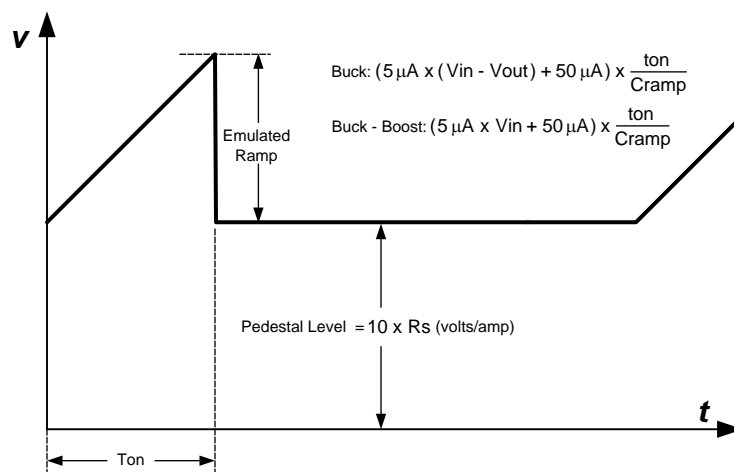 v
Buck: (5 µA x (Vin - Vout) + 50 µA) x ton
Cramp
Emulated
Ramp
Buck - Boost: (5 µA x Vin + 50 µA) x ton
Cramp
Pedestal Level = 10 x Rs (volts/amp)
t
Ton